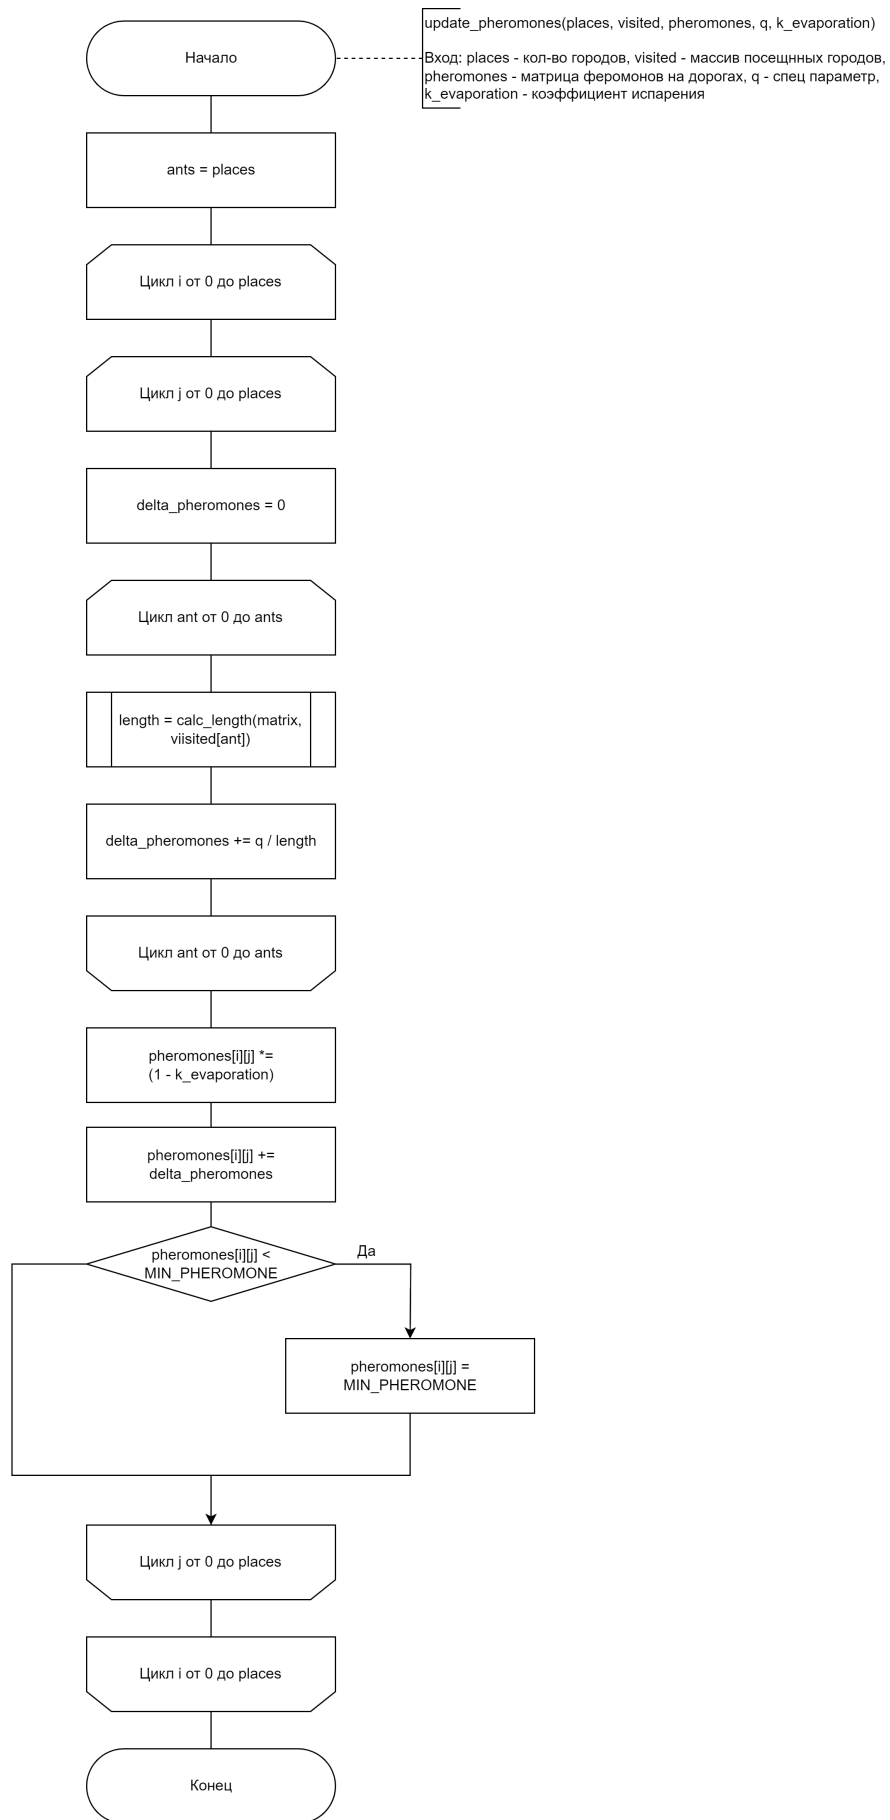 Начало
update_pheromones(places, visited, pheromones, q, k_evaporation)
Вход: places - кол-во городов, visited - массив посещнных городов,
pheromones - матрица феромонов на дорогах, q - спец параметр,
k_evaporation - коэффициент испарения
ants = places
Цикл i от 0 до places
Цикл j от 0 до places
delta_pheromones = 0
Цикл ant от 0 до ants
length = calc_length(matrix,
viisited[ant])
delta_pheromones += q / length
Цикл ant от 0 до ants
pheromones[i][j] *=
(1 - k_evaporation)
pheromones[i][j] +=
delta_pheromones
pheromones[i][j] <
MIN_PHEROMONE
Да
pheromones[i][j] =
MIN_PHEROMONE
Цикл j от 0 до places
Цикл i от 0 до places
Конец